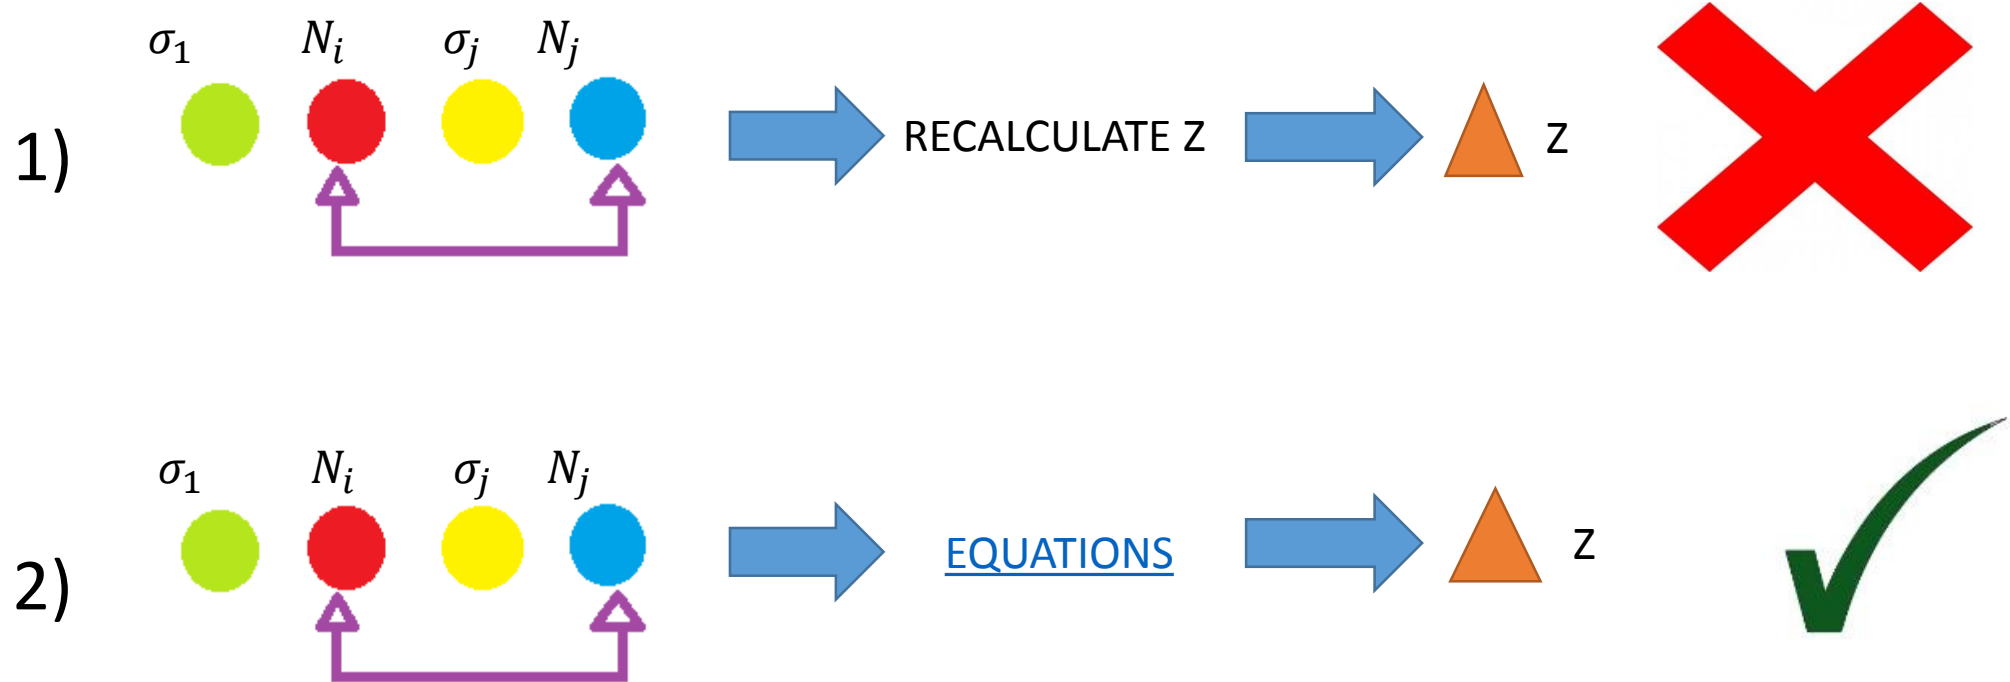 σ₁ Nᵢ σⱼ Nⱼ
1) RECALCULATE Z Z
σ₁ Nᵢ σⱼ Nⱼ
2) EQUATIONS Z